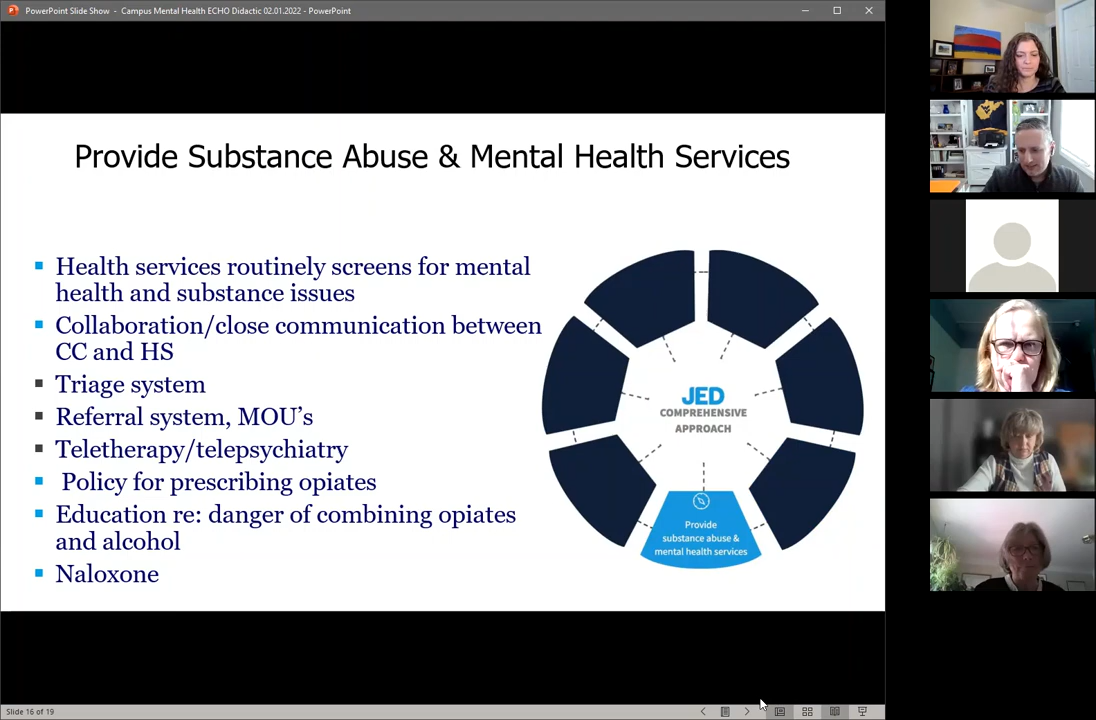 PowerPoint Slide Show - Campus Mental Health ECHO Didactic 02.01.2022 - PowerPoint
Provide Substance Abuse & Mental Health Services
Health services routinely screens for mental
health and substance issues
Collaboration/close communication between
CC and HS
Triage system
Referral system, MOU’s
Teletherapy/telepsychiatry
Policy for prescribing opiates
Education re: danger of combining opiates
and alcohol
Naloxone
JED
COMPREHENSIVE
APPROACH
Provide
substance abuse &
mental health services
Slide 16 of 19